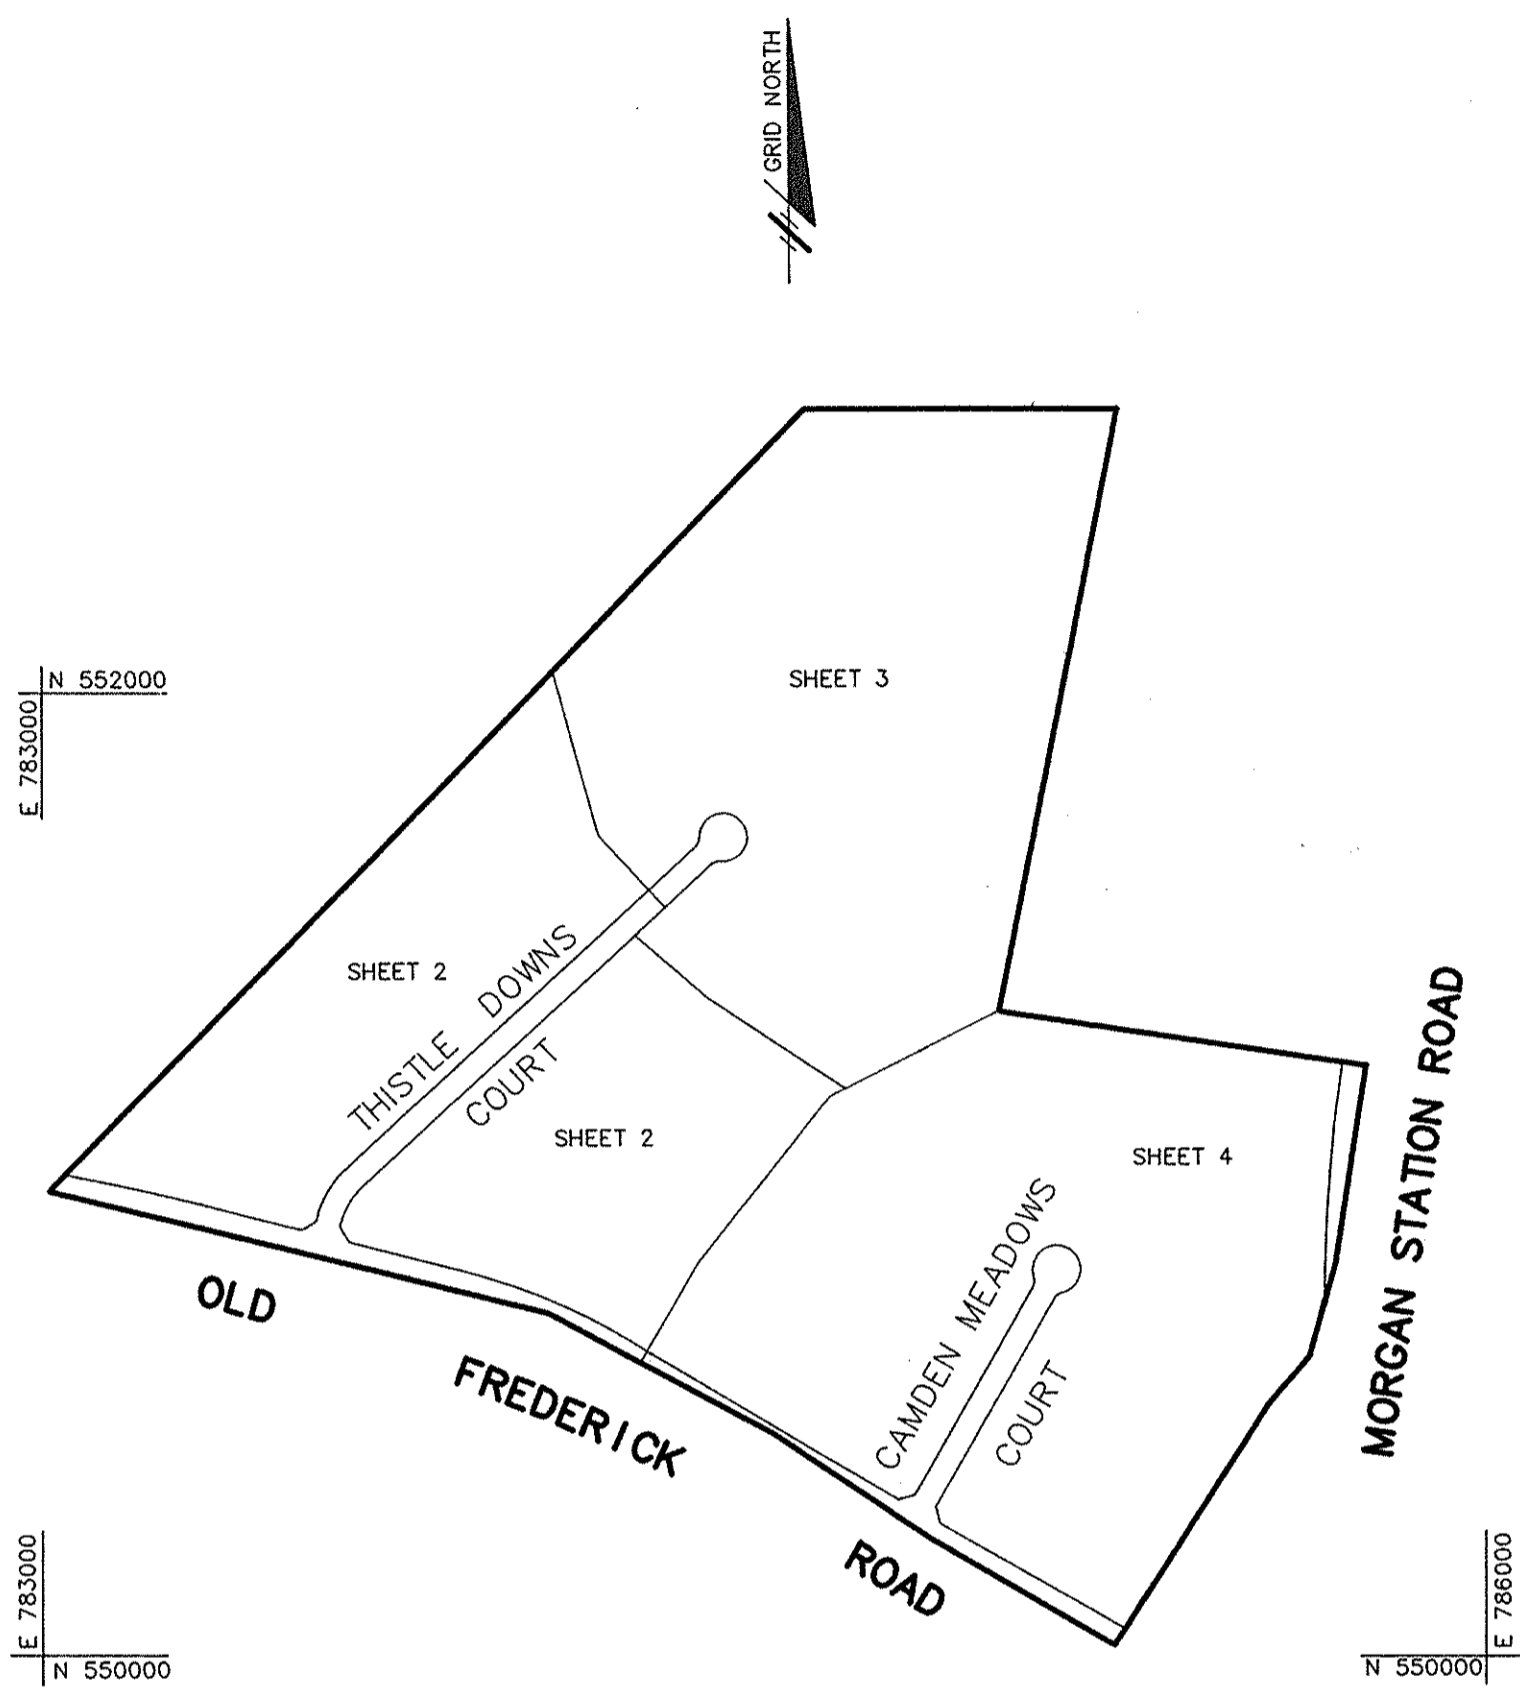 GRID NORTH
N 552000
E 783000
SHEET 3
SHEET 2
THISTLE DOWNS
COURT
SHEET 2
SHEET 4
MORGAN STATION ROAD
CAMDEN MEADOWS
COURT
OLD
FREDERICK
ROAD
E 783000
N 550000
E 786000
N 550000